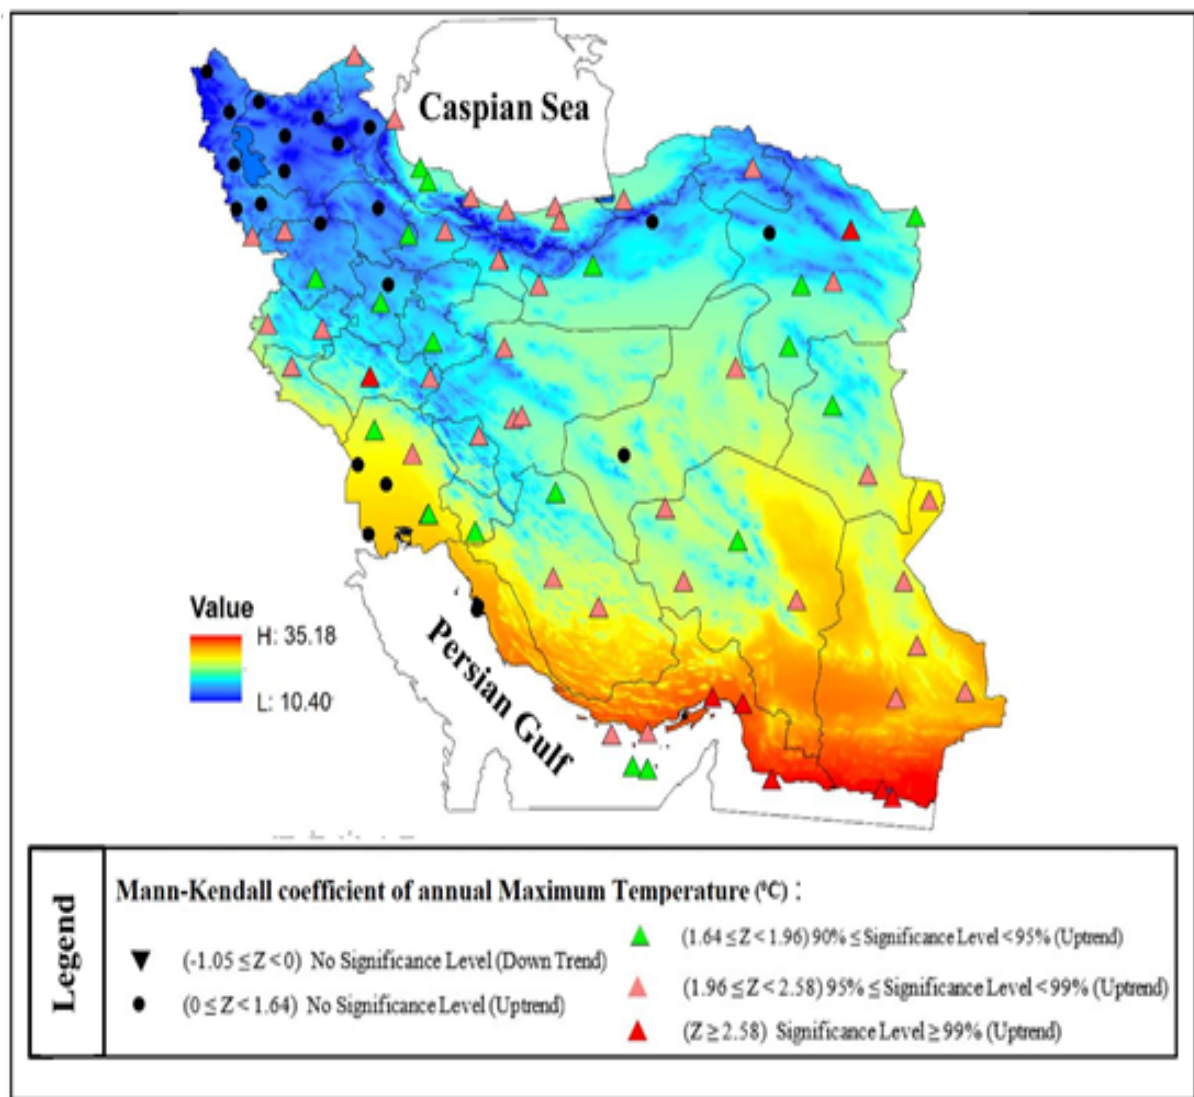 Caspian Sea
Value
H: 35.18
L: 10.40
Persian Gulf
Legend
Mann-Kendall coefficient of annual Maximum Temperature (ºC) :
(-1.05 ≤ Z < 0) No Significance Level (Down Trend)
(0 ≤ Z < 1.64) No Significance Level (Uptrend)
(1.64 ≤ Z < 1.96) 90% ≤ Significance Level < 95% (Uptrend)
(1.96 ≤ Z < 2.58) 95% ≤ Significance Level < 99% (Uptrend)
(Z ≥ 2.58) Significance Level ≥ 99% (Uptrend)